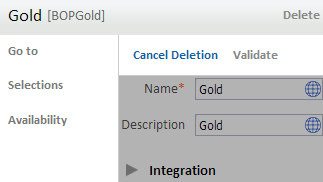 Gold [BOPGold] Delete
Go to
Cancel Deletion Validate
Selections
Name* Gold
Availability
Description Gold
Integration